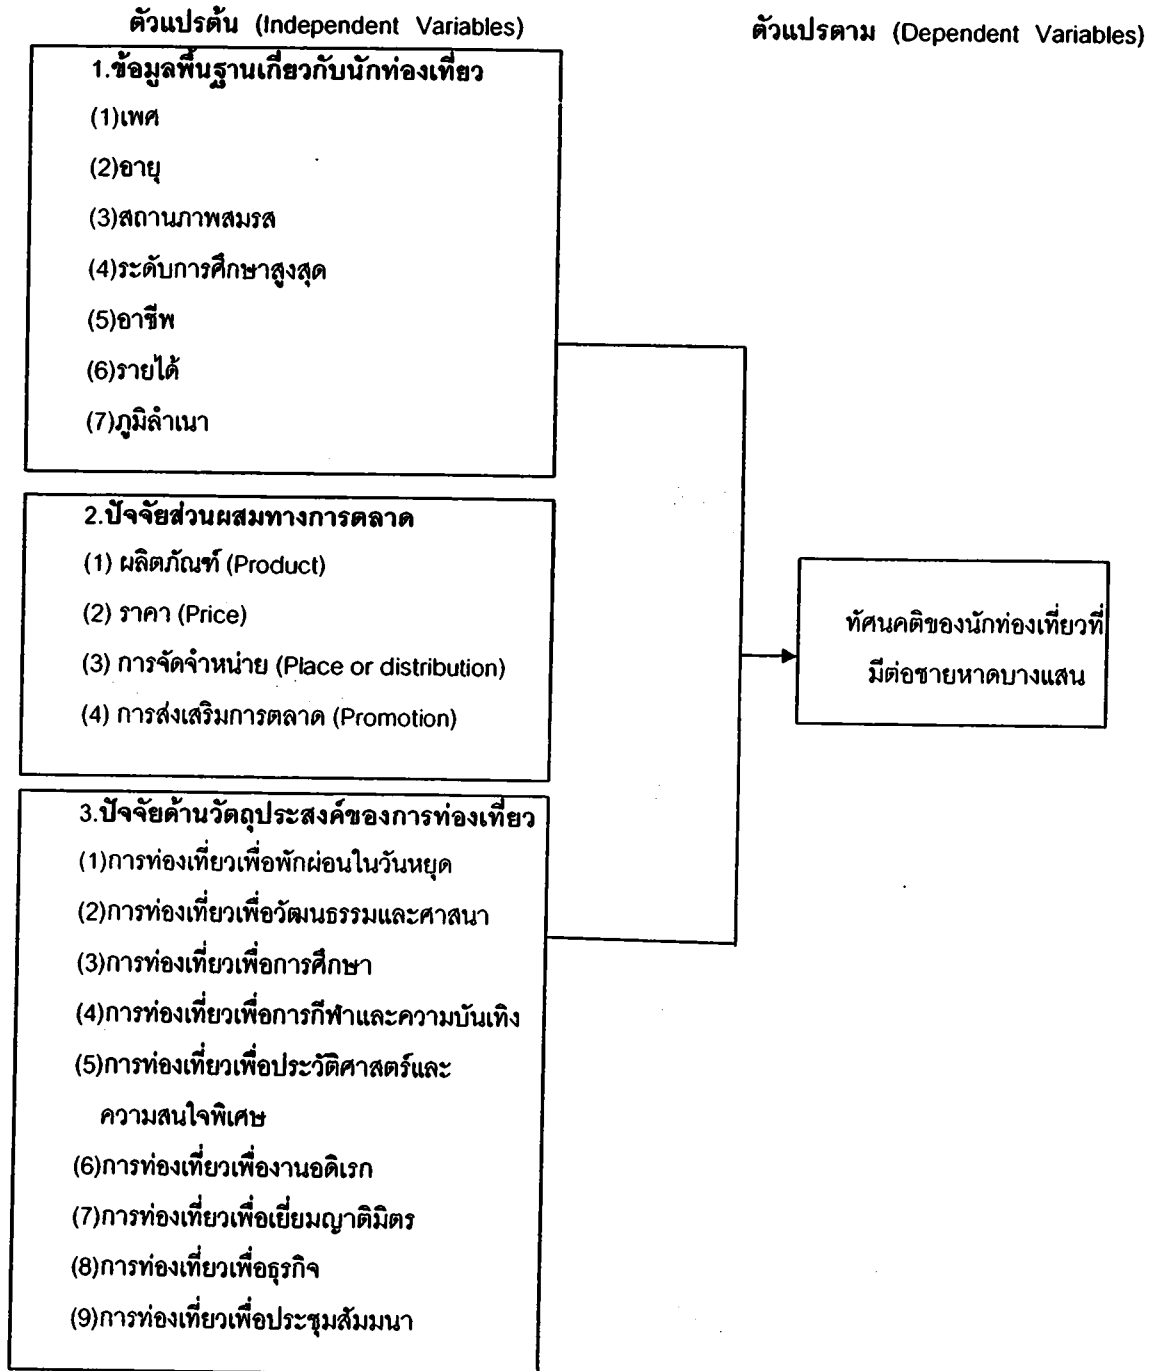 ตัวแปรต้น (Independent Variables)
ตัวแปรตาม (Dependent Variables)
1.ข้อมูลพื้นฐานเกี่ยวกับนักท่องเที่ยว
(1)เพศ
(2)อายุ
(3)สถานภาพสมรส
(4)ระดับการศึกษาสูงสุด
(5)อาชีพ
(6)รายได้
(7)ภูมิลำเนา
2.ปัจจัยส่วนผสมทางการตลาด
(1) ผลิตภัณฑ์ (Product)
(2) ราคา (Price)
(3) การจัดจำหน่าย (Place or distribution)
(4) การส่งเสริมการตลาด (Promotion)
3.ปัจจัยด้านวัตถุประสงค์ของการท่องเที่ยว
(1)การท่องเที่ยวเพื่อพักผ่อนในวันหยุด
(2)การท่องเที่ยวเพื่อวัฒนธรรมและศาสนา
(3)การท่องเที่ยวเพื่อการศึกษา
(4)การท่องเที่ยวเพื่อการกีฬาและความบันเทิง
(5)การท่องเที่ยวเพื่อประวัติศาสตร์และ
ความสนใจพิเศษ
(6)การท่องเที่ยวเพื่องานอดิเรก
(7)การท่องเที่ยวเพื่อเยี่ยมญาติมิตร
(8)การท่องเที่ยวเพื่อธุรกิจ
(9)การท่องเที่ยวเพื่อประชุมสัมมนา
ทัศนคติของนักท่องเที่ยวที่
มีต่อชายหาดบางแสน